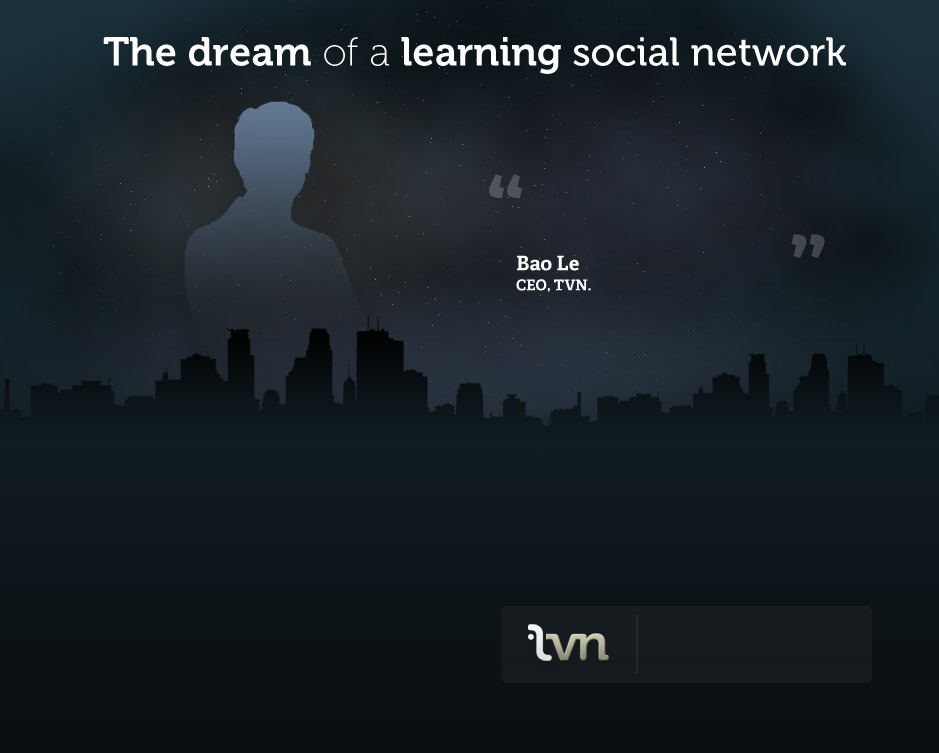 The dream of a learning social network
“
”
Bao Le
CEO, TVN.
tvn